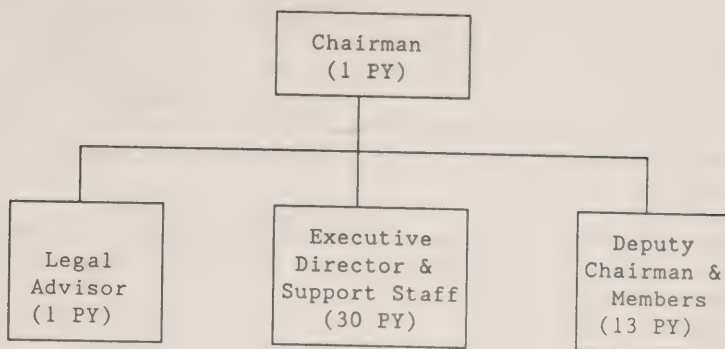 Chairman
(1 PY)
Legal
Advisor
(1 PY)
Executive
Director &
Support Staff
(30 PY)
Deputy
Chairman &
Members
(13 PY)